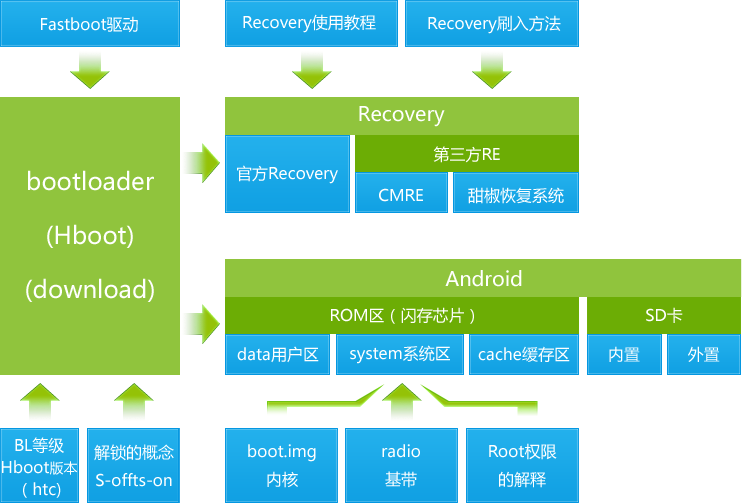 Fastboot驱动
Recovery使用教程
Recovery刷入方法
bootloader
(Hboot)
(download)
Recovery
官方Recovery
第三方RE
CMRE
甜椒恢复系统
Android
ROM区（闪存芯片）
SD卡
data用户区
system系统区
cache缓存区
内置
外置
BL等级
Hboot版本
（htc)
解锁的概念
S-offts-on
boot.img
内核
radio
基带
Root权限
的解释